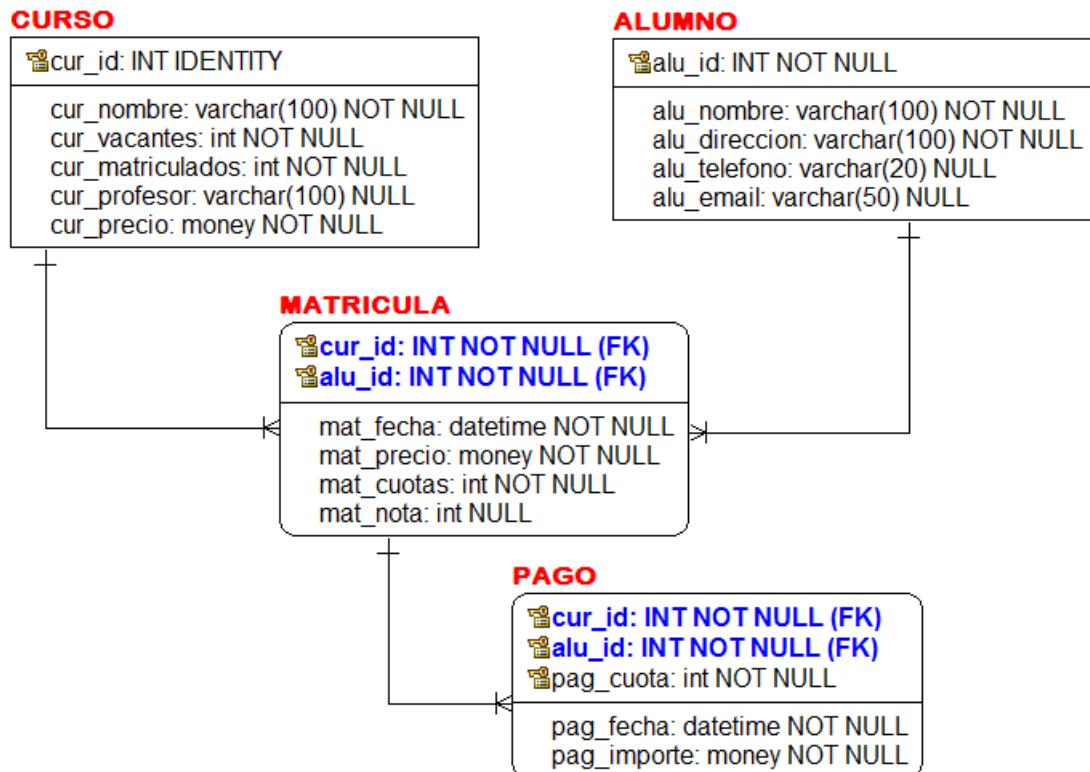 CURSO
cur_id: INT IDENTITY
cur_nombre: varchar(100) NOT NULL
cur_vacantes: int NOT NULL
cur_matriculados: int NOT NULL
cur_profesor: varchar(100) NULL
cur_precio: money NOT NULL
ALUMNO
alu_id: INT NOT NULL
alu_nombre: varchar(100) NOT NULL
alu_direccion: varchar(100) NOT NULL
alu_telefono: varchar(20) NULL
alu_email: varchar(50) NULL
MATRICULA
cur_id: INT NOT NULL (FK)
alu_id: INT NOT NULL (FK)
mat_fecha: datetime NOT NULL
mat_precio: money NOT NULL
mat_cuotas: int NOT NULL
mat_nota: int NULL
PAGO
cur_id: INT NOT NULL (FK)
alu_id: INT NOT NULL (FK)
pag_cuota: int NOT NULL
pag_fecha: datetime NOT NULL
pag_importe: money NOT NULL